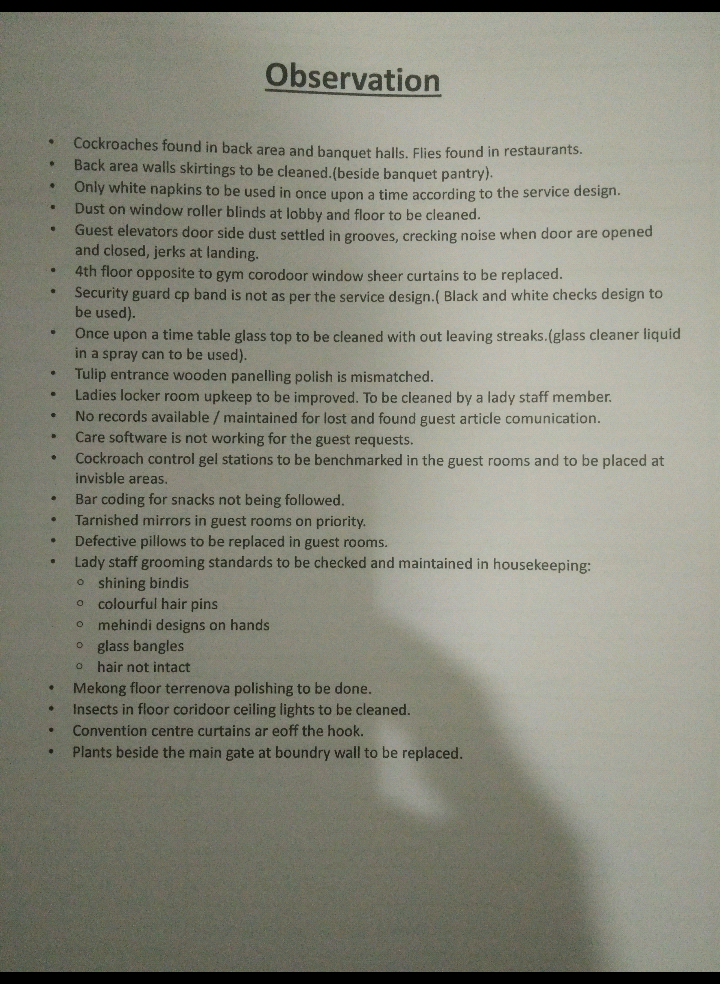 Observation
• Cockroaches found in back area and banquet halls. Flies found in restaurants.
• Back area walls skirtings to be cleaned.(beside banquet pantry).
• Only white napkins to be used in once upon a time according to the service design.
• Dust on window roller blinds at lobby and floor to be cleaned.
• Guest elevators door side dust settled in grooves, crecking noise when door are opened
and closed, jerks at landing.
• 4th floor opposite to gym corodoor window sheer curtains to be replaced.
• Security guard cp band is not as per the service design.( Black and white checks design to
be used).
• Once upon a time table glass top to be cleaned with out leaving streaks.(glass cleaner liquid
in a spray can to be used).
• Tulip entrance wooden panelling polish is mismatched.
• Ladies locker room upkeep to be improved. To be cleaned by a lady staff member.
• No records available / maintained for lost and found guest article comunication.
• Care software is not working for the guest requests.
• Cockroach control gel stations to be benchmarked in the guest rooms and to be placed at
invisble areas.
• Bar coding for snacks not being followed.
• Tarnished mirrors in guest rooms on priority.
• Defective pillows to be replaced in guest rooms.
• Lady staff grooming standards to be checked and maintained in housekeeping:
○ shining bindis
○ colourful hair pins
○ mehindi designs on hands
○ glass bangles
○ hair not intact
• Mekong floor terrenova polishing to be done.
• Insects in floor coridoor ceiling lights to be cleaned.
• Convention centre curtains ar eoff the hook.
• Plants beside the main gate at boundry wall to be replaced.